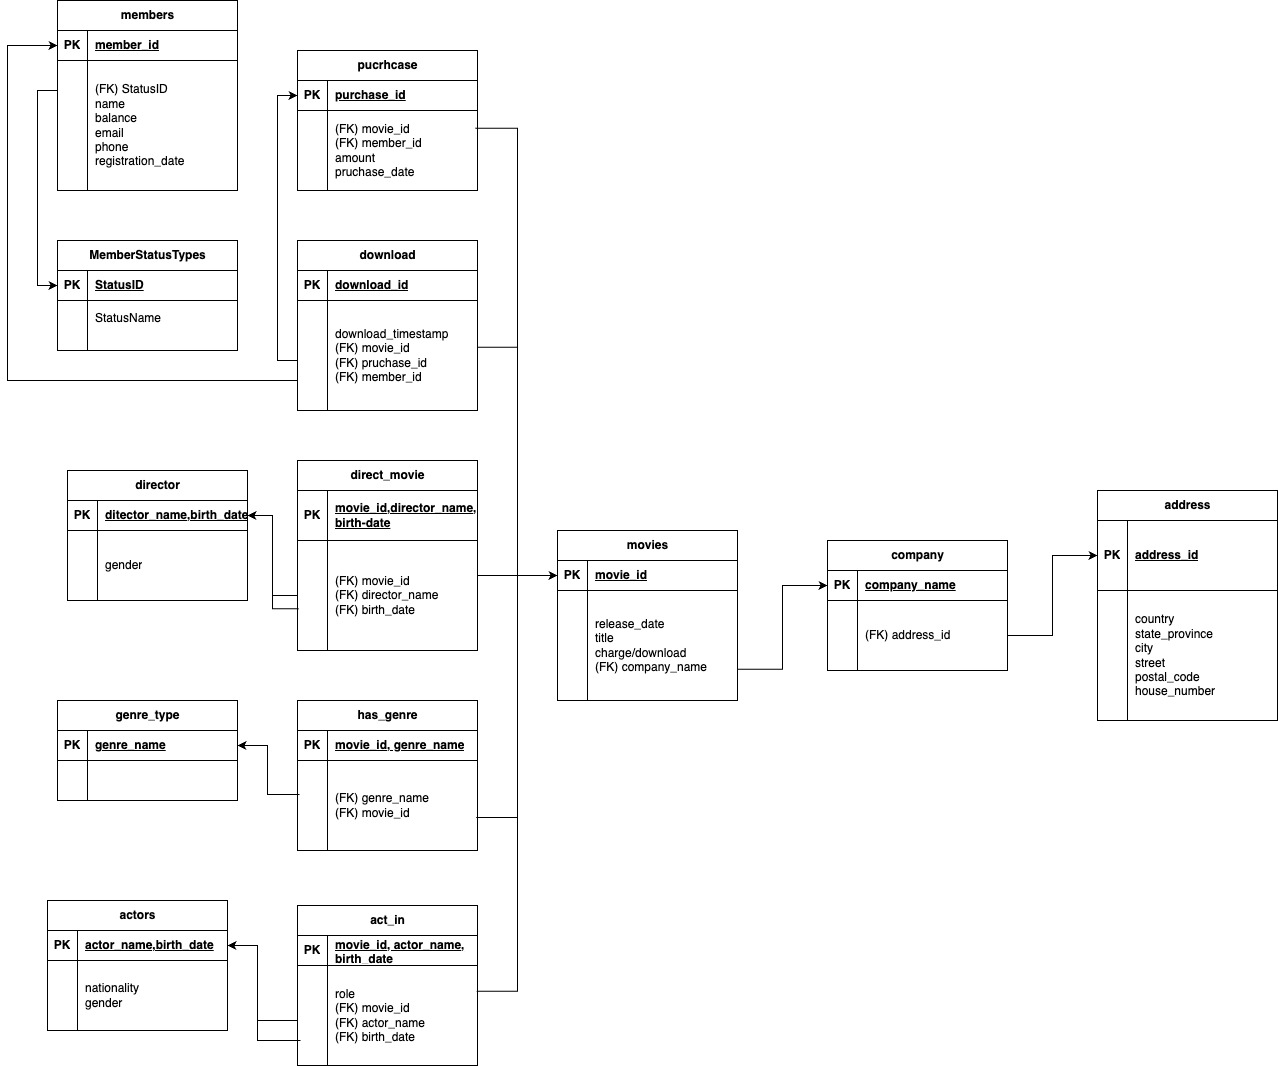 members
PK member_id
(FK) StatusID
name
balance
email
phone
registration_date
pucrhcase
PK purchase_id
(FK) movie_id
(FK) member_id
amount
pruchase_date
MemberStatusTypes
PK StatusID
StatusName
download
PK download_id
download_timestamp
(FK) movie_id
(FK) pruchase_id
(FK) member_id
director
PK ditector_name,birth_date
gender
direct_movie
PK movie_id,director_name,
birth-date
(FK) movie_id
(FK) director_name
(FK) birth_date
movies
PK movie_id
release_date
title
charge/download
(FK) company_name
company
PK company_name
(FK) address_id
address
PK address_id
country
state_province
city
street
postal_code
house_number
genre_type
PK genre_name
has_genre
PK movie_id, genre_name
(FK) genre_name
(FK) movie_id
actors
PK actor_name,birth_date
nationality
gender
act_in
PK movie_id, actor_name,
birth_date
role
(FK) movie_id
(FK) actor_name
(FK) birth_date